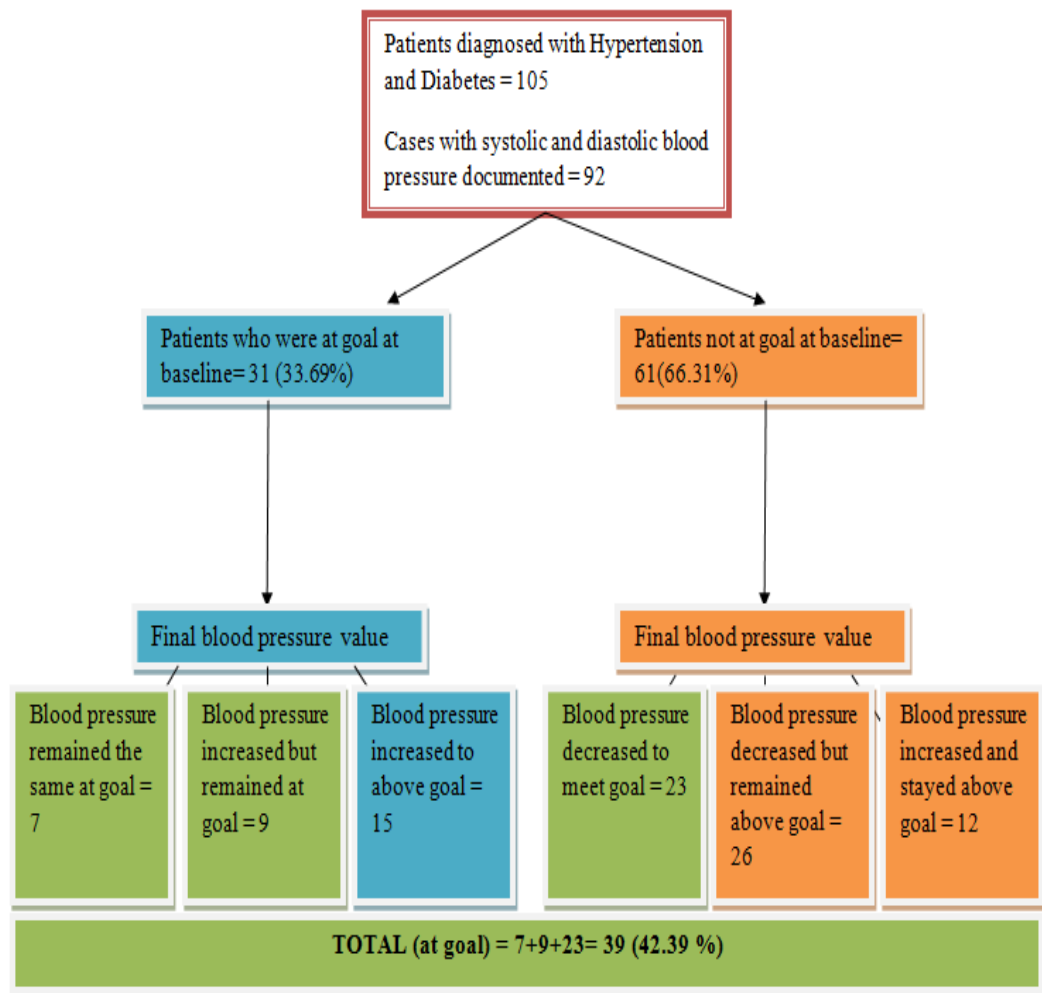 Patients diagnosed with Hypertension
and Diabetes = 105
Cases with systolic and diastolic blood
pressure documented = 92
Patients who were at goal at
baseline= 31 (33.69%)
Patients not at goal at baseline=
61(66.31%)
Final blood pressure value
Final blood pressure value
Blood pressure
remained the
same at goal =
7
Blood pressure
increased but
remained at
goal = 9
Blood pressure
increased to
above goal =
15
Blood pressure
decreased to
meet goal = 23
Blood pressure
decreased but
remained
above goal =
26
Blood pressure
increased and
stayed above
goal = 12
TOTAL (at goal) = 7+9+23= 39 (42.39 %)